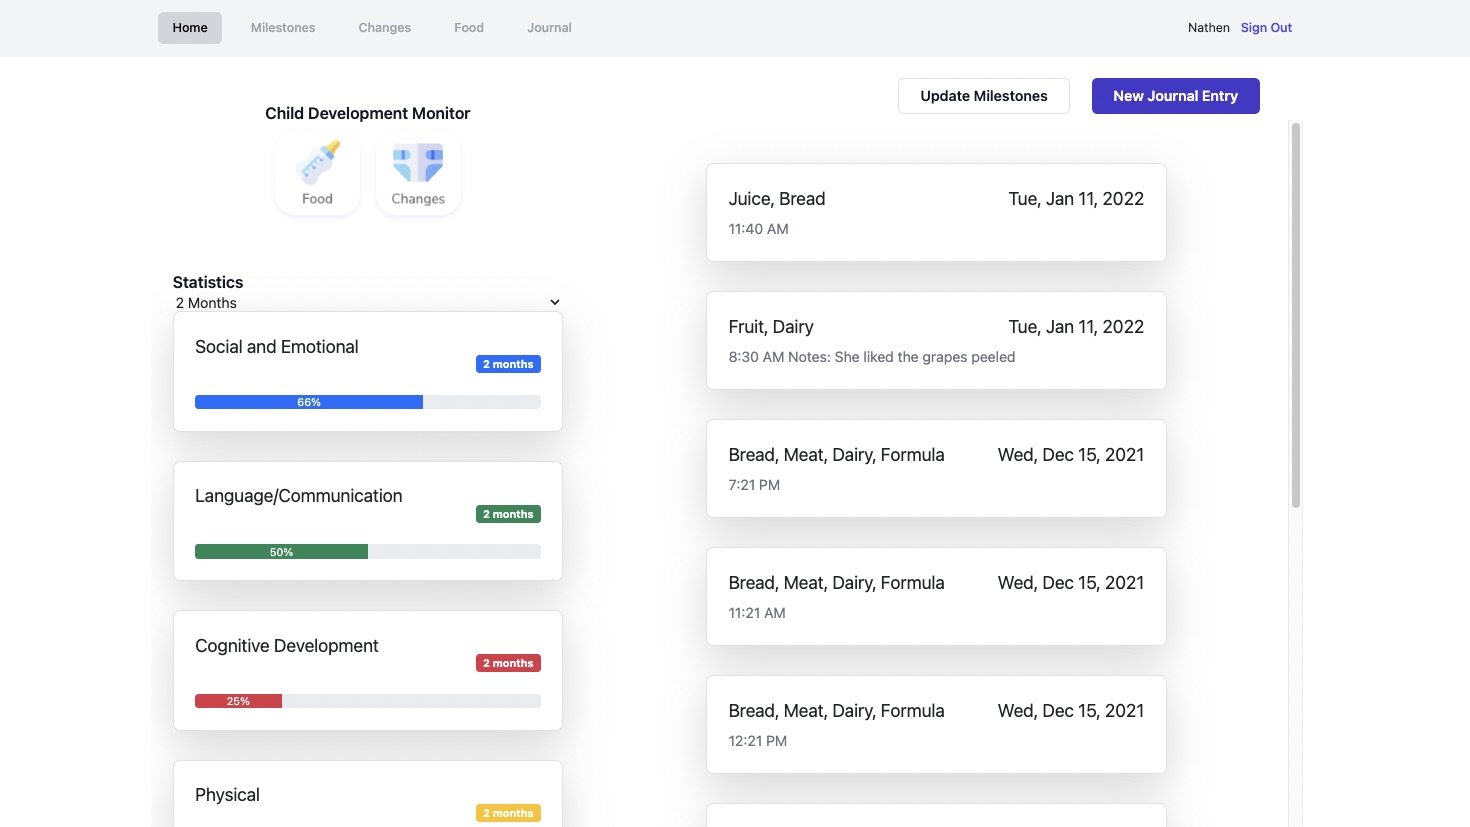 Home
Milestones
Changes
Food
Journal
Nathen
Sign Out
Update Milestones
New Journal Entry
Child Development Monitor
Food
Changes
Statistics
2 Months
Social and Emotional
2 months
66%
Language/Communication
2 months
50%
Cognitive Development
2 months
25%
Physical
2 months
Juice, Bread
Tue, Jan 11, 2022
11:40 AM
Fruit, Dairy
Tue, Jan 11, 2022
8:30 AM Notes: She liked the grapes peeled
Bread, Meat, Dairy, Formula
Wed, Dec 15, 2021
7:21 PM
Bread, Meat, Dairy, Formula
Wed, Dec 15, 2021
11:21 AM
Bread, Meat, Dairy, Formula
Wed, Dec 15, 2021
12:21 PM